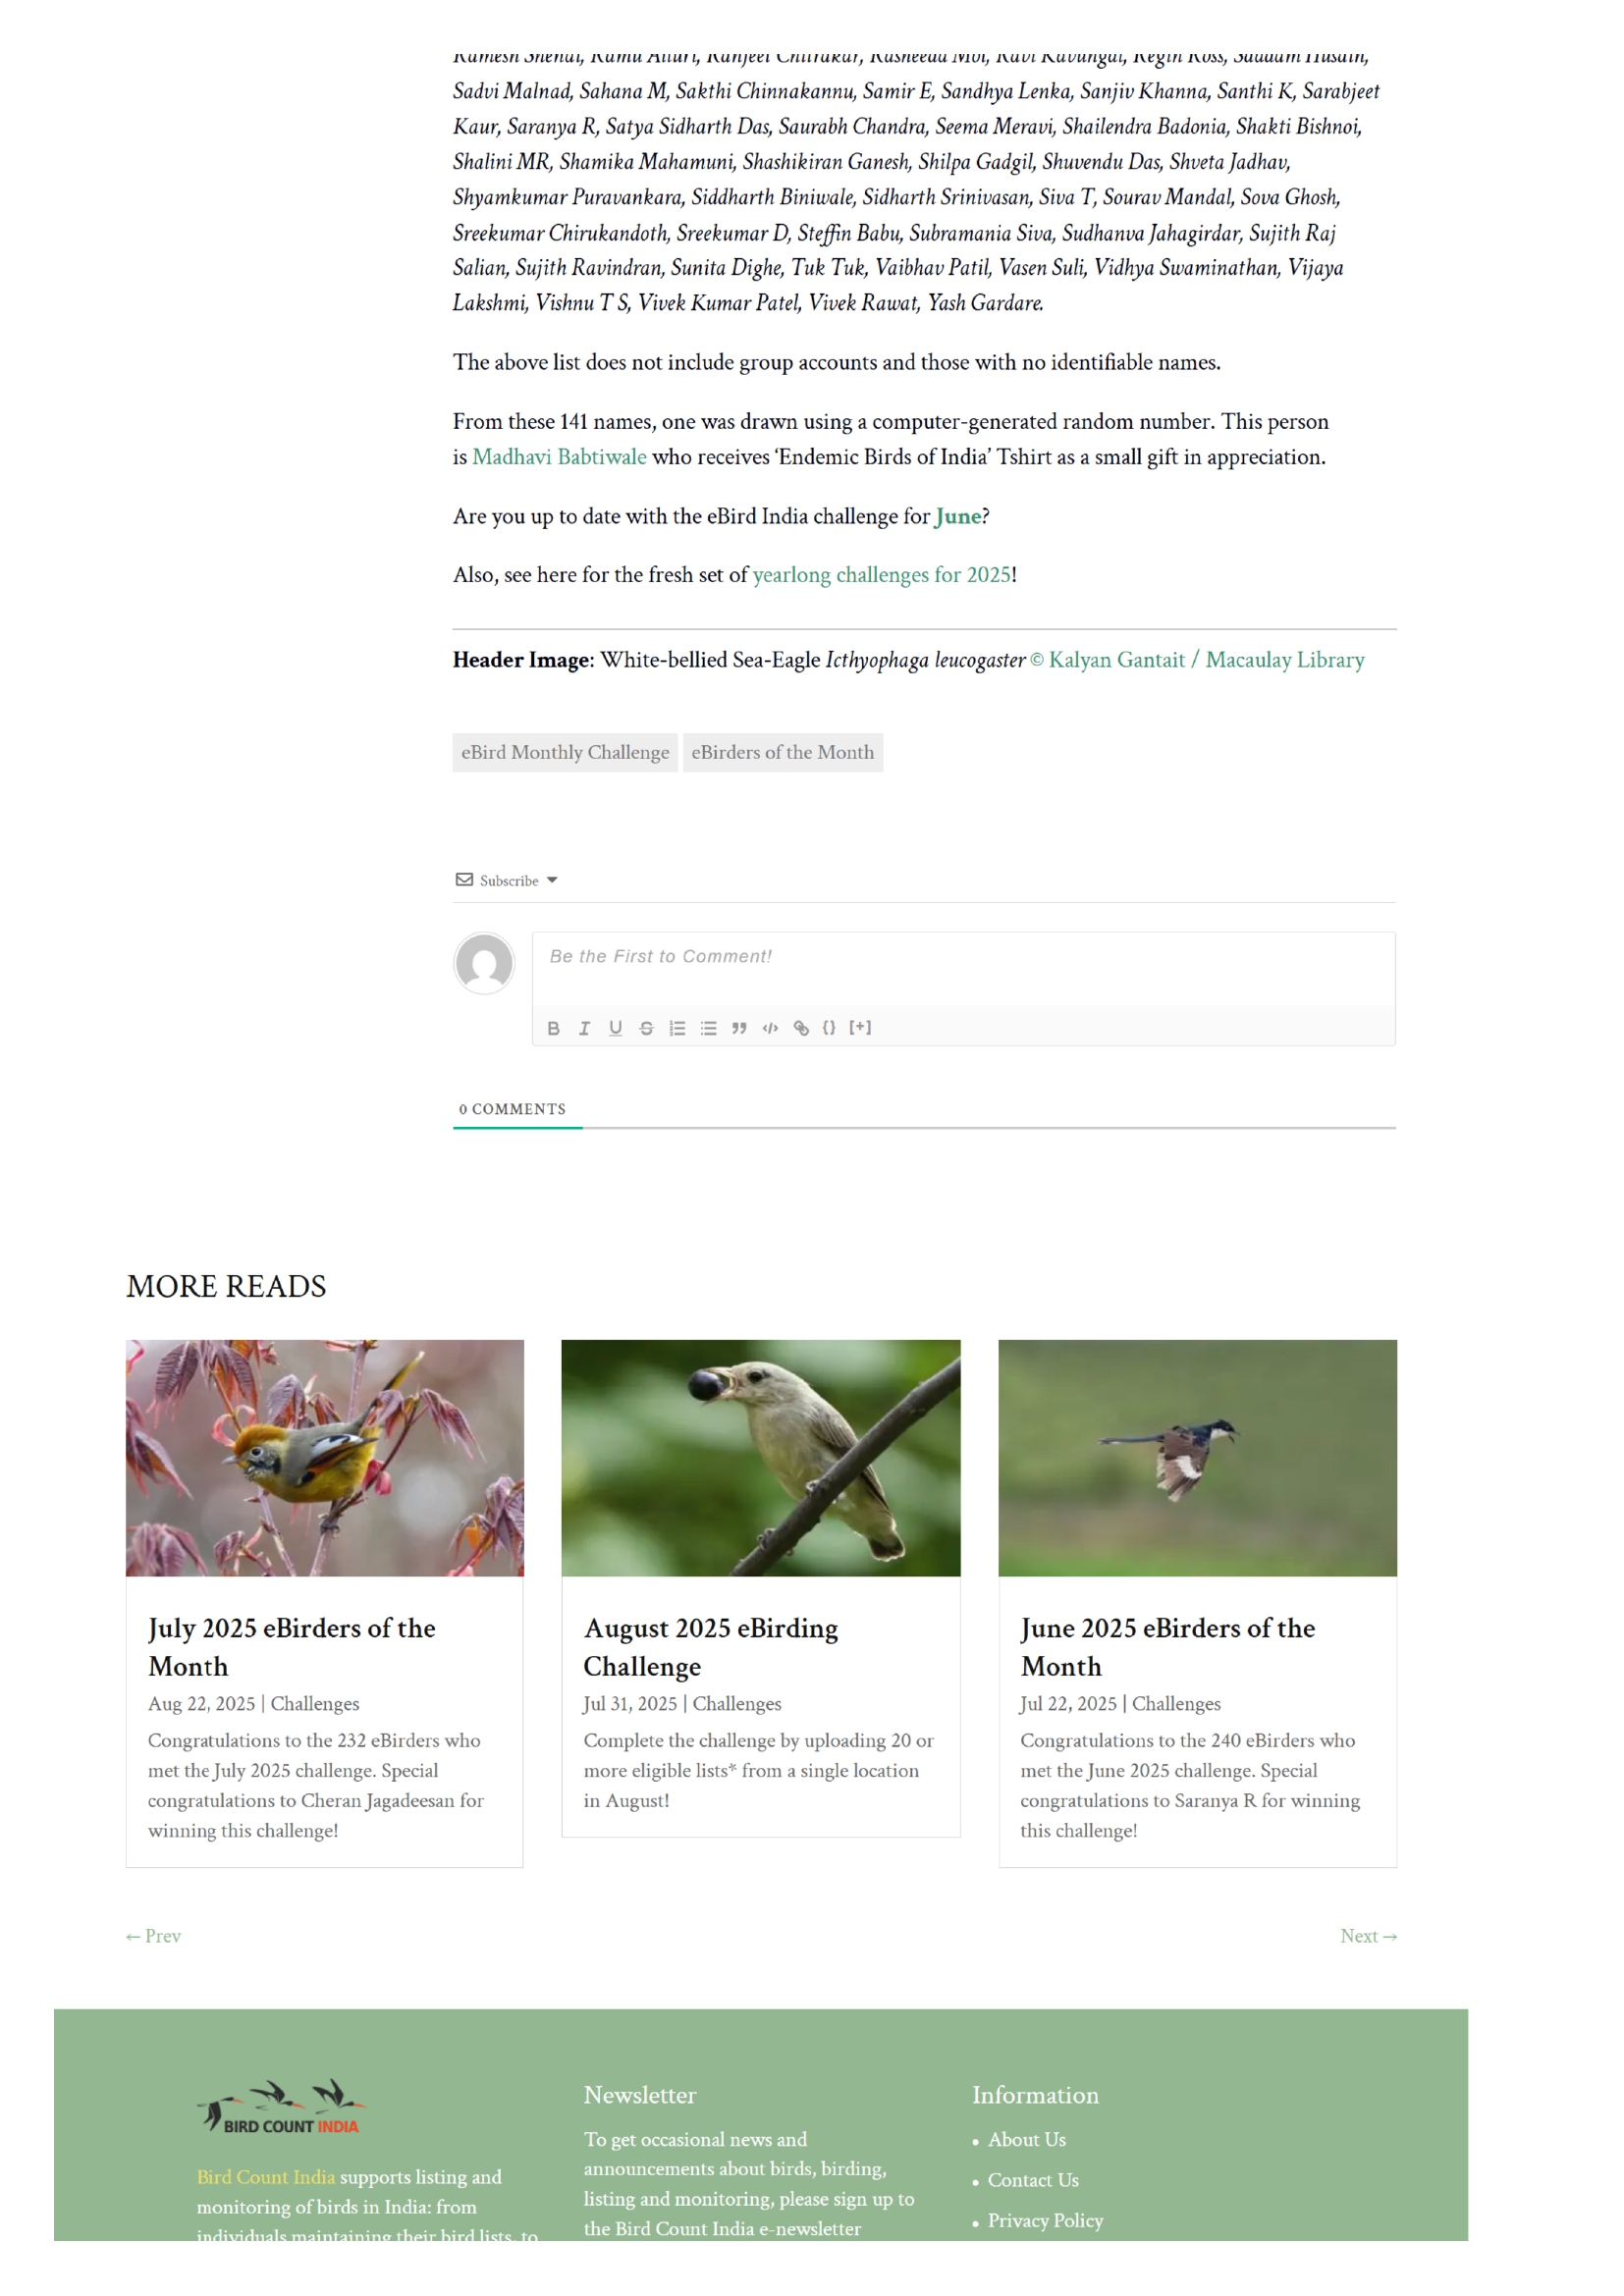 Ramesh Shenai, Ramu Alluri, Ranjeet Chitrakar, Rasheeda Mol, Ravi Kavungal, Regin Ross, Saddam Husain,
Sadvi Malnad, Sahana M, Sakthi Chinnakannu, Samir E, Sandhya Lenka, Sanjiv Khanna, Santhi K, Sarabjeet
Kaur, Saranya R, Satya Sidharth Das, Saurabh Chandra, Seema Meravi, Shailendra Badonia, Shakti Bishnoi,
Shalini MR, Shamika Mahamuni, Shashikiran Ganesh, Shilpa Gadgil, Shuvendu Das, Shveta Jadhav,
Shyamkumar Puravankara, Siddharth Biniwale, Sidharth Srinivasan, Siva T, Sourav Mandal, Sova Ghosh,
Sreekumar Chirukandoth, Sreekumar D, Steffin Babu, Subramania Siva, Sudhanva Jahagirdar, Sujith Raj
Salian, Sujith Ravindran, Sunita Dighe, Tuk Tuk, Vaibhav Patil, Vasen Suli, Vidhya Swaminathan, Vijaya
Lakshmi, Vishnu T S, Vivek Kumar Patel, Vivek Rawat, Yash Gardare.
The above list does not include group accounts and those with no identifiable names.
From these 141 names, one was drawn using a computer-generated random number. This person
is Madhavi Babtiwale who receives ‘Endemic Birds of India’ Tshirt as a small gift in appreciation.
Are you up to date with the eBird India challenge for June?
Also, see here for the fresh set of yearlong challenges for 2025!
Header Image: White-bellied Sea-Eagle Icthyophaga leucogaster © Kalyan Gantait / Macaulay Library
eBird Monthly Challenge eBirders of the Month
Subscribe
Be the First to Comment!
B I U S {} [+]
0 COMMENTS
MORE READS
July 2025 eBirders of the
Month
Aug 22, 2025 | Challenges
Congratulations to the 232 eBirders who
met the July 2025 challenge. Special
congratulations to Cheran Jagadeesan for
winning this challenge!
August 2025 eBirding
Challenge
Jul 31, 2025 | Challenges
Complete the challenge by uploading 20 or
more eligible lists* from a single location
in August!
June 2025 eBirders of the
Month
Jul 22, 2025 | Challenges
Congratulations to the 240 eBirders who
met the June 2025 challenge. Special
congratulations to Saranya R for winning
this challenge!
← Prev
Next →
BIRD COUNT INDIA
Bird Count India supports listing and
monitoring of birds in India: from
individuals maintaining their bird lists, to
Newsletter
To get occasional news and
announcements about birds, birding,
listing and monitoring, please sign up to
the Bird Count India e-newsletter
Information
• About Us
• Contact Us
• Privacy Policy